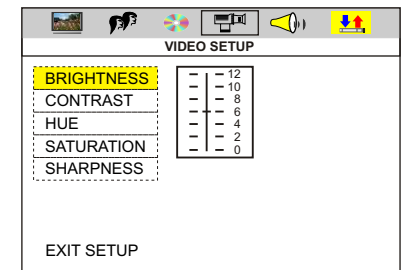 VIDEO SETUP
BRIGHTNESS
CONTRAST
HUE
SATURATION
SHARPNESS
12
10
8
6
4
2
0
EXIT SETUP